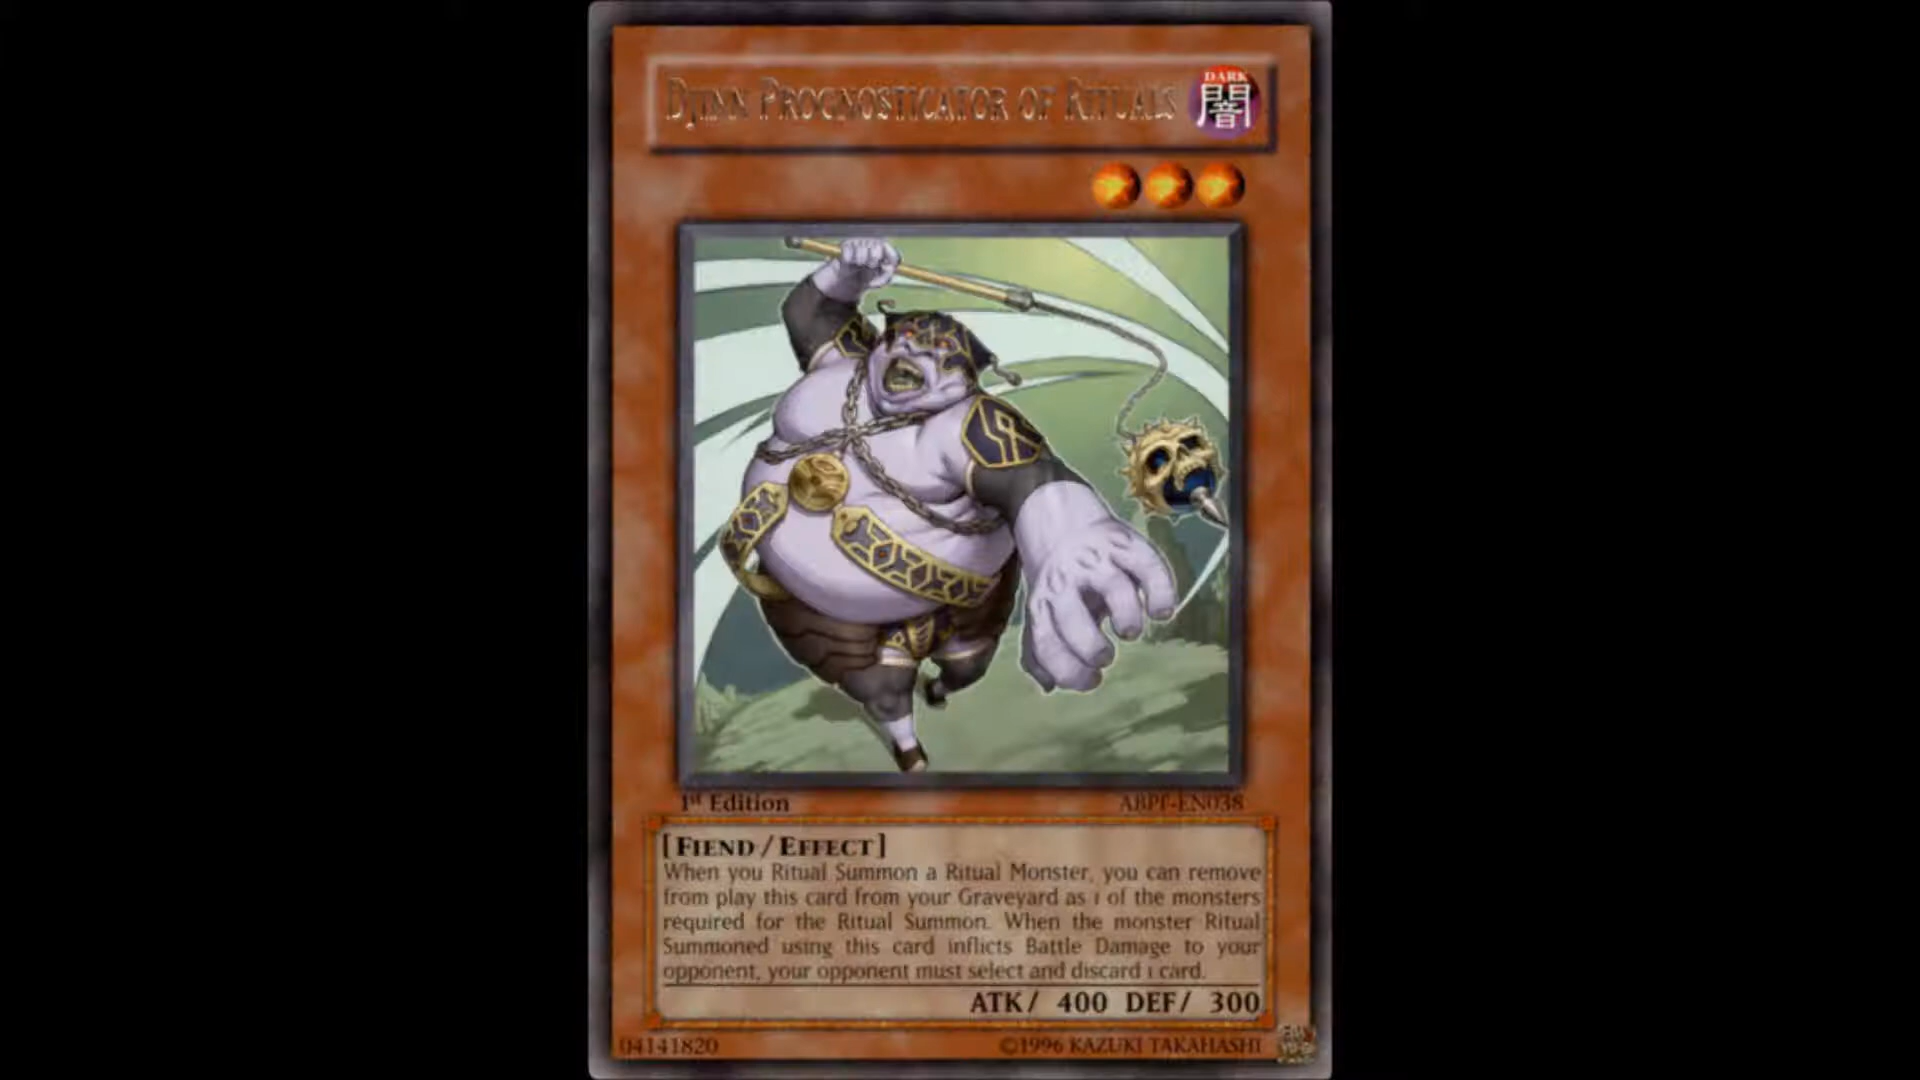 Djinn Prognosticator of Rituals
DARK
闇
1st Edition
ABPF-EN038
[Fiend / Effect]
When you Ritual Summon a Ritual Monster, you can remove
from play this card from your Graveyard as 1 of the monsters
required for the Ritual Summon. When the monster Ritual
Summoned using this card inflicts Battle Damage to your
opponent, your opponent must select and discard 1 card.
ATK/ 400 DEF/ 300
04141820
©1996 KAZUKI TAKAHASHI